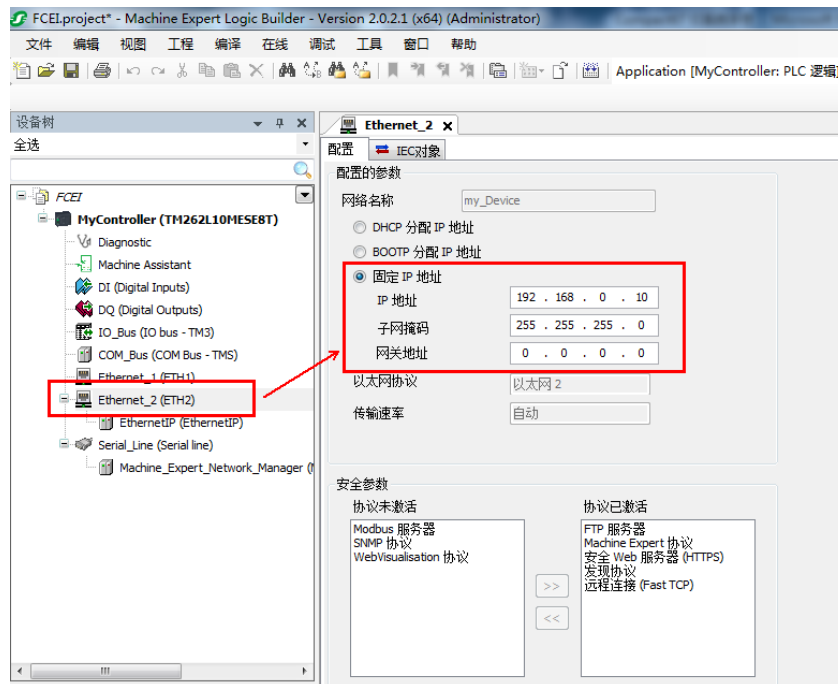 FCEI.project* - Machine Expert Logic Builder - Version 2.0.2.1 (x64) (Administrator)
文件 编辑 视图 工程 编译 在线 调试 工具 窗口 帮助
Application [MyController: PLC 逻辑]
设备树
全选
FCEI
MyController (TM262L10MESE8T)
Diagnostic
Machine Assistant
DI (Digital Inputs)
DQ (Digital Outputs)
IO_Bus (IO bus - TM3)
COM_Bus (COM Bus - TMS)
Ethernet_1 (ETH1)
Ethernet_2 (ETH2)
EthernetIP (EthernetIP)
Serial_Line (Serial line)
Machine_Expert_Network_Manager (
Ethernet_2
配置 IEC对象
配置的参数
网络名称 my_Device
DHCP 分配 IP 地址
BOOTP 分配 IP 地址
固定 IP 地址
IP 地址 192 . 168 . 0 . 10
子网掩码 255 . 255 . 255 . 0
网关地址 0 . 0 . 0 . 0
以太网协议 以太网 2
传输速率 自动
安全参数
协议未激活
Modbus 服务器
SNMP 协议
WebVisualisation 协议
>>
<<
协议已激活
FTP 服务器
Machine Expert 协议
安全 Web 服务器 (HTTPS)
发现协议
远程连接 (Fast TCP)